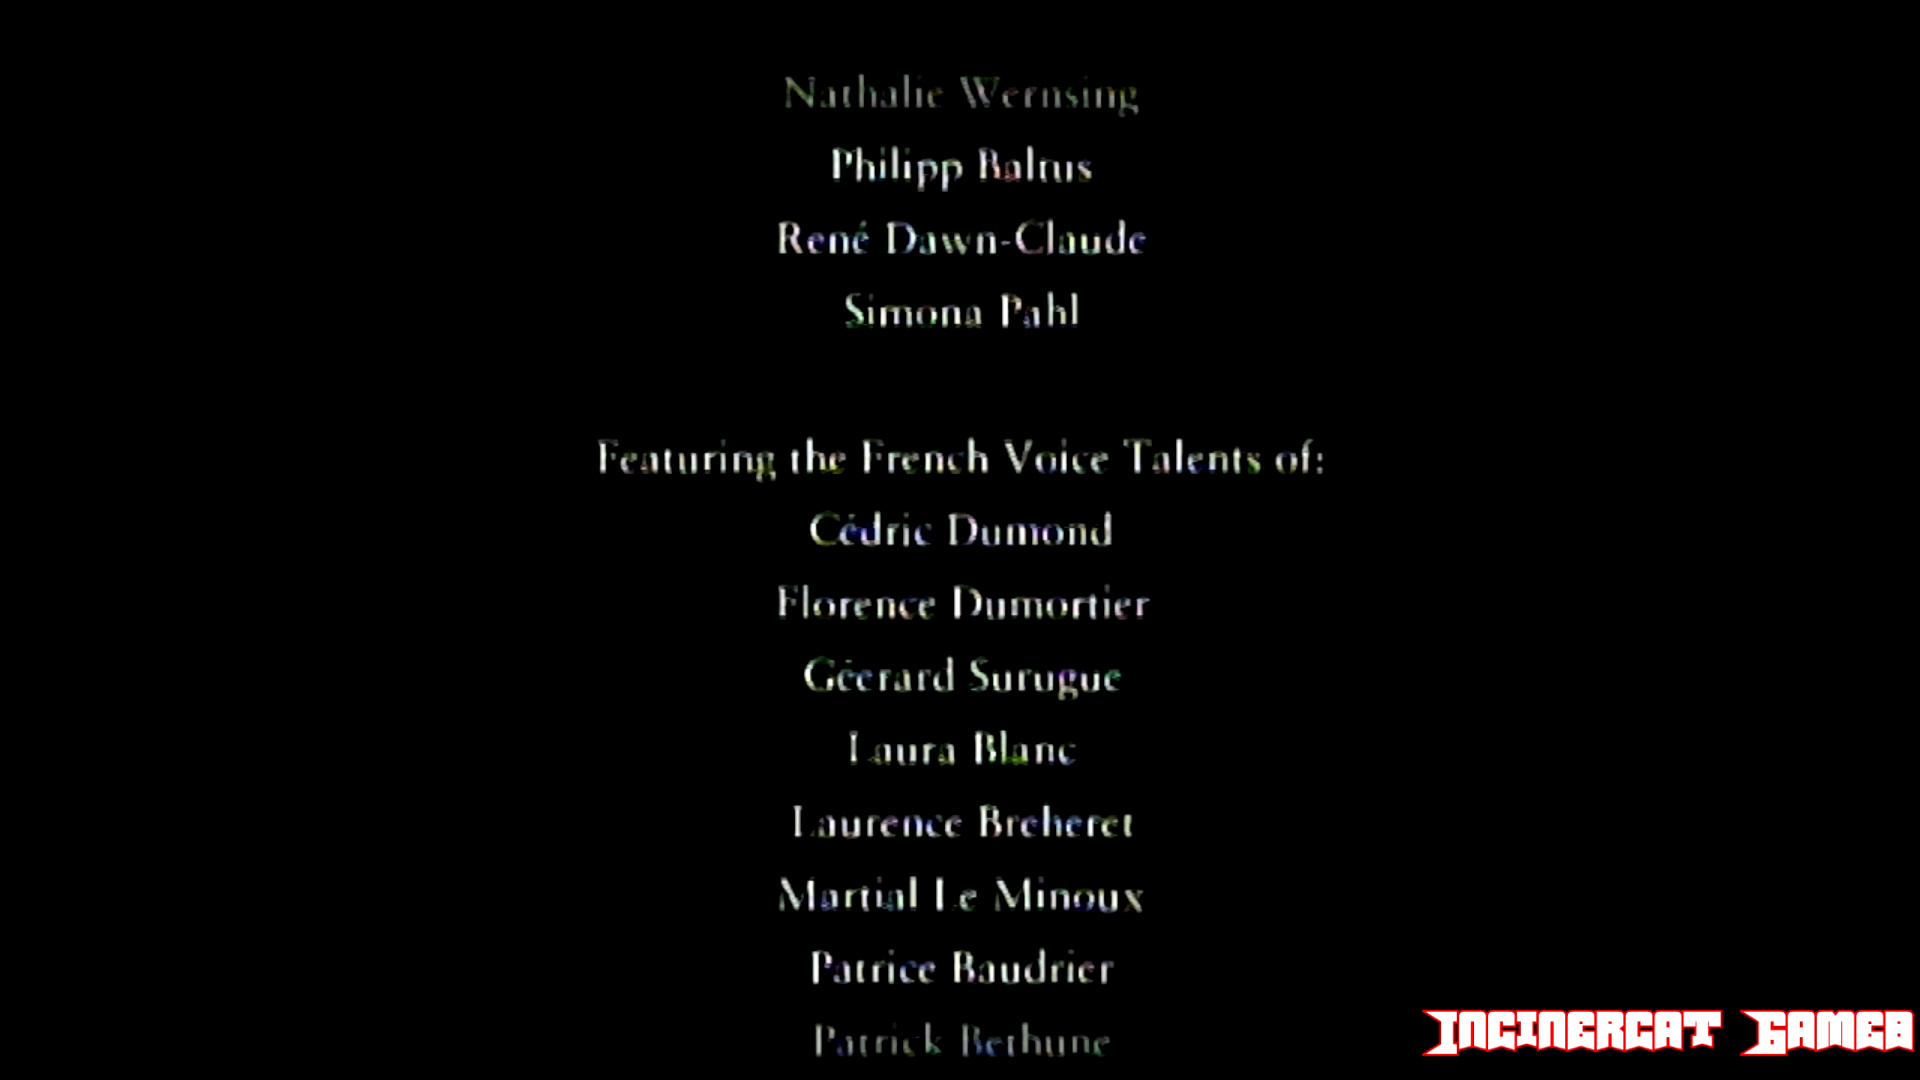 Nathalie Wernsing
Philipp Baltus
René Dawn-Claude
Simona Pahl
Featuring the French Voice Talents of:
Cédric Dumond
Florence Dumortier
Géerard Surugue
Laura Blanc
Laurence Breheret
Martial Le Minoux
Patrice Baudrier
Patrick Bethune
Incinercat Games